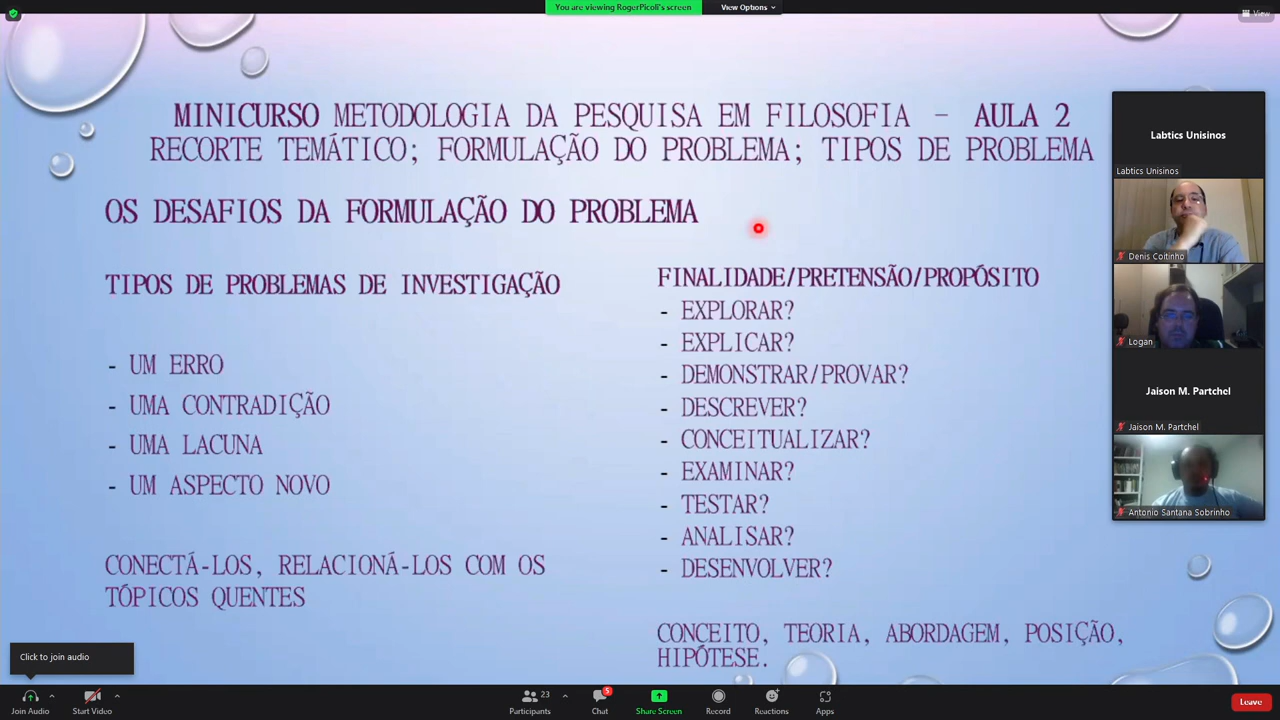 You are viewing RogerPicoli's screen
View Options
View
MINICURSO METODOLOGIA DA PESQUISA EM FILOSOFIA – AULA 2
RECORTE TEMÁTICO; FORMULAÇÃO DO PROBLEMA; TIPOS DE PROBLEMA
OS DESAFIOS DA FORMULAÇÃO DO PROBLEMA
TIPOS DE PROBLEMAS DE INVESTIGAÇÃO
- UM ERRO
- UMA CONTRADIÇÃO
- UMA LACUNA
- UM ASPECTO NOVO
CONECTÁ-LOS, RELACIONÁ-LOS COM OS
TÓPICOS QUENTES
FINALIDADE/PRETENSÃO/PROPÓSITO
- EXPLORAR?
- EXPLICAR?
- DEMONSTRAR/PROVAR?
- DESCREVER?
- CONCEITUALIZAR?
- EXAMINAR?
- TESTAR?
- ANALISAR?
- DESENVOLVER?
CONCEITO, TEORIA, ABORDAGEM, POSIÇÃO,
HIPÓTESE.
Labtics Unisinos
Labtics Unisinos
Denis Coitinho
Logan
Jaison M. Partchel
Jaison M. Partchel
Antonio Santana Sobrinho
Click to join audio
Join Audio
Start Video
23
Participants
5
Chat
Share Screen
Record
Reactions
Apps
Leave